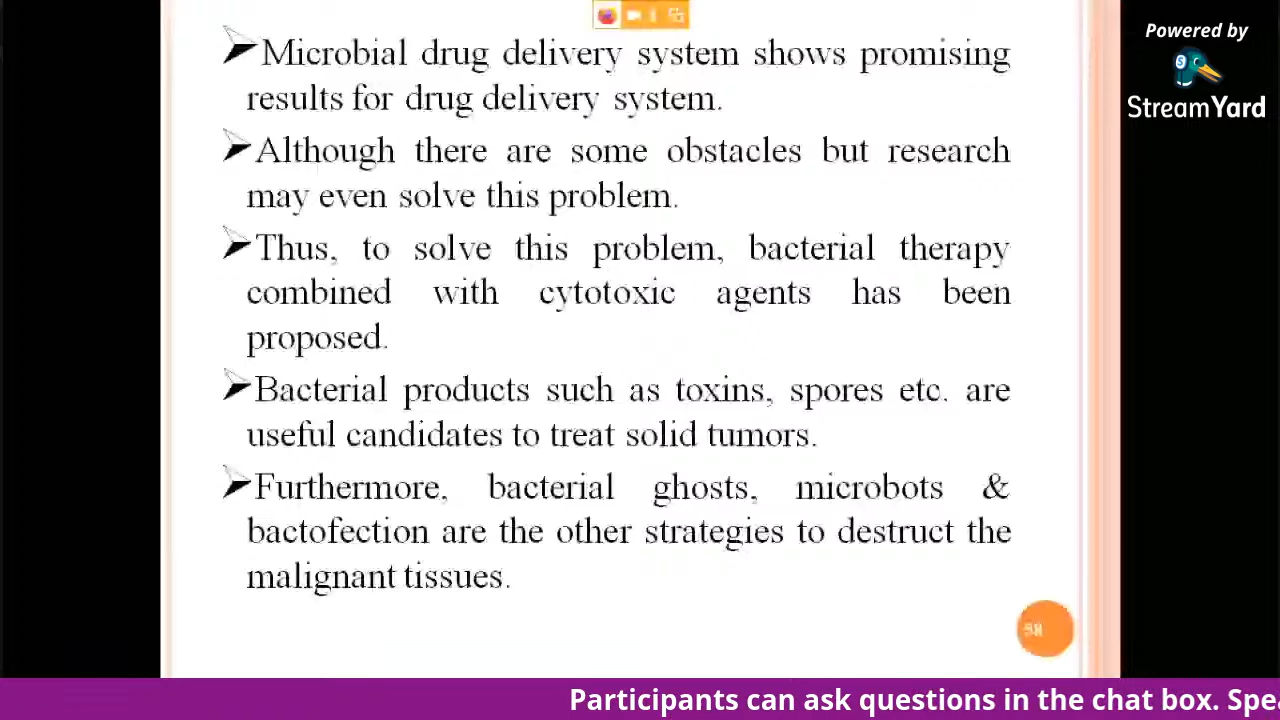 Powered by
StreamYard
➤Microbial drug delivery system shows promising
results for drug delivery system.
➤Although there are some obstacles but research
may even solve this problem.
➤Thus, to solve this problem, bacterial therapy
combined with cytotoxic agents has been
proposed.
➤Bacterial products such as toxins, spores etc. are
useful candidates to treat solid tumors.
➤Furthermore, bacterial ghosts, microbots &
bactofection are the other strategies to destruct the
malignant tissues.
58
Participants can ask questions in the chat box. Spea